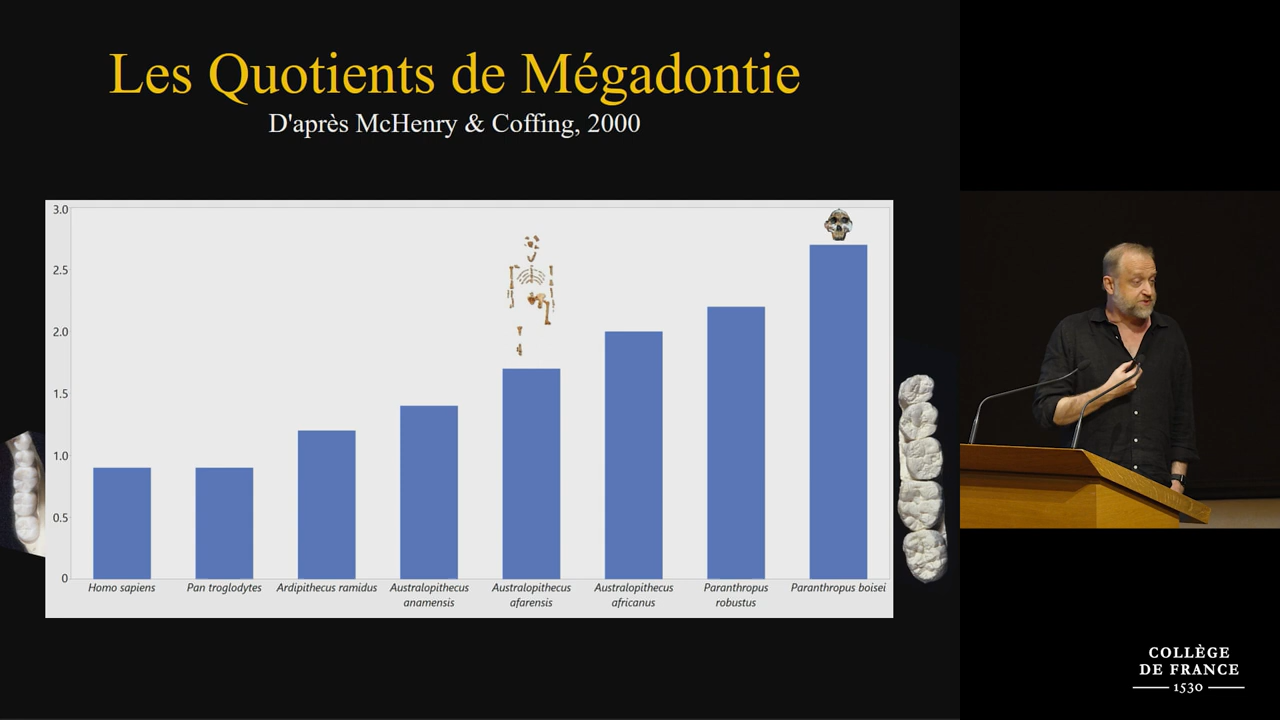 Les Quotients de Mégadontie
D'après McHenry & Coffing, 2000
3.0
2.5
2.0
1.5
1.0
0.5
0
Homo sapiens
Pan troglodytes
Ardipithecus ramidus
Australopithecus
anamensis
Australopithecus
afarensis
Australopithecus
africanus
Paranthropus
robustus
Paranthropus boisei
COLLÈGE
DE FRANCE
1530